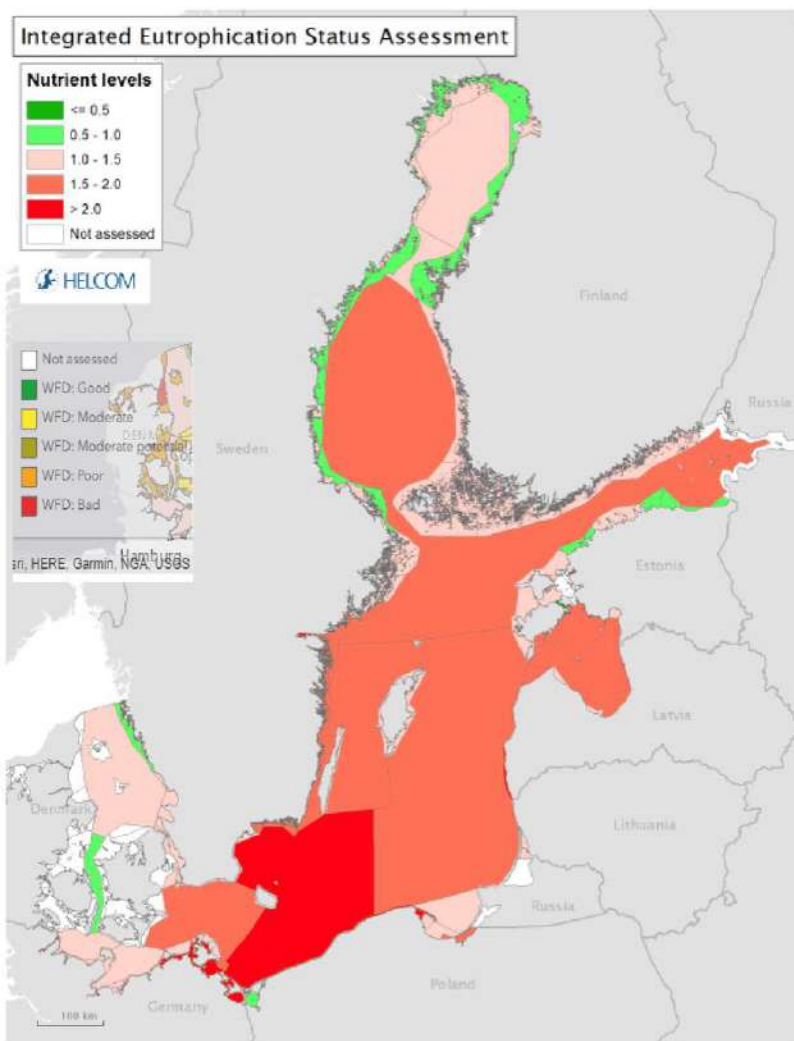 Integrated Eutrophication Status Assessment
Nutrient levels
<= 0.5
0.5 - 1.0
1.0 - 1.5
1.5 - 2.0
> 2.0
Not assessed
HELCOM
Finland
Not assessed
WFD: Good
WFD: Moderate
WFD: Moderate potential
WFD: Poor
WFD: Bad
Hamburg
sri, HERE, Garmin, NGA, USGS
Sweden
Russia
Estonia
Latvia
Lithuania
Russia
Denmark
Poland
Germany
100 km